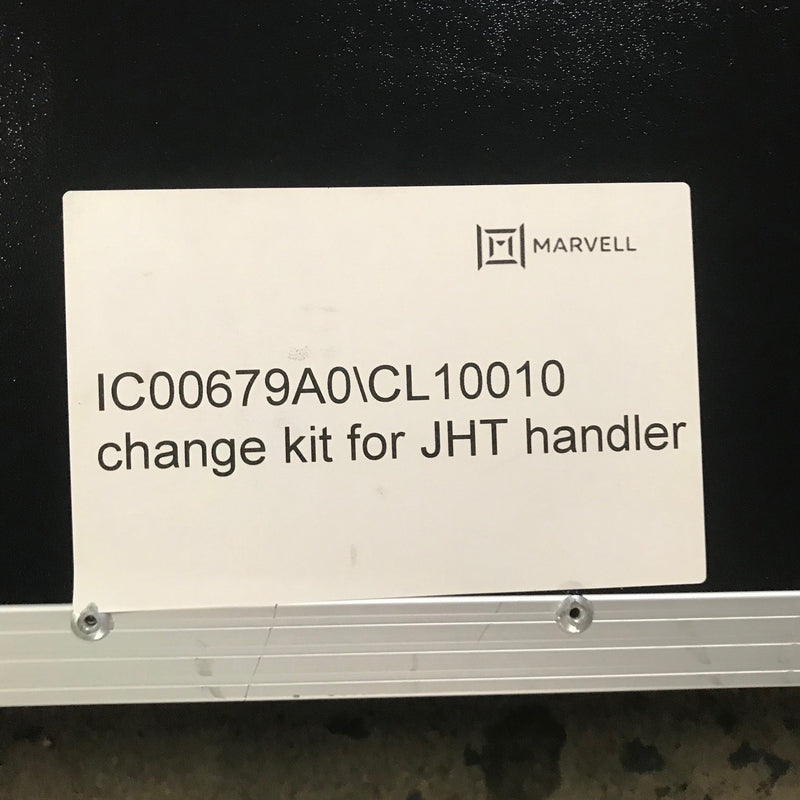 MARVELL
IC00679A0\CL10010
change kit for JHT handler